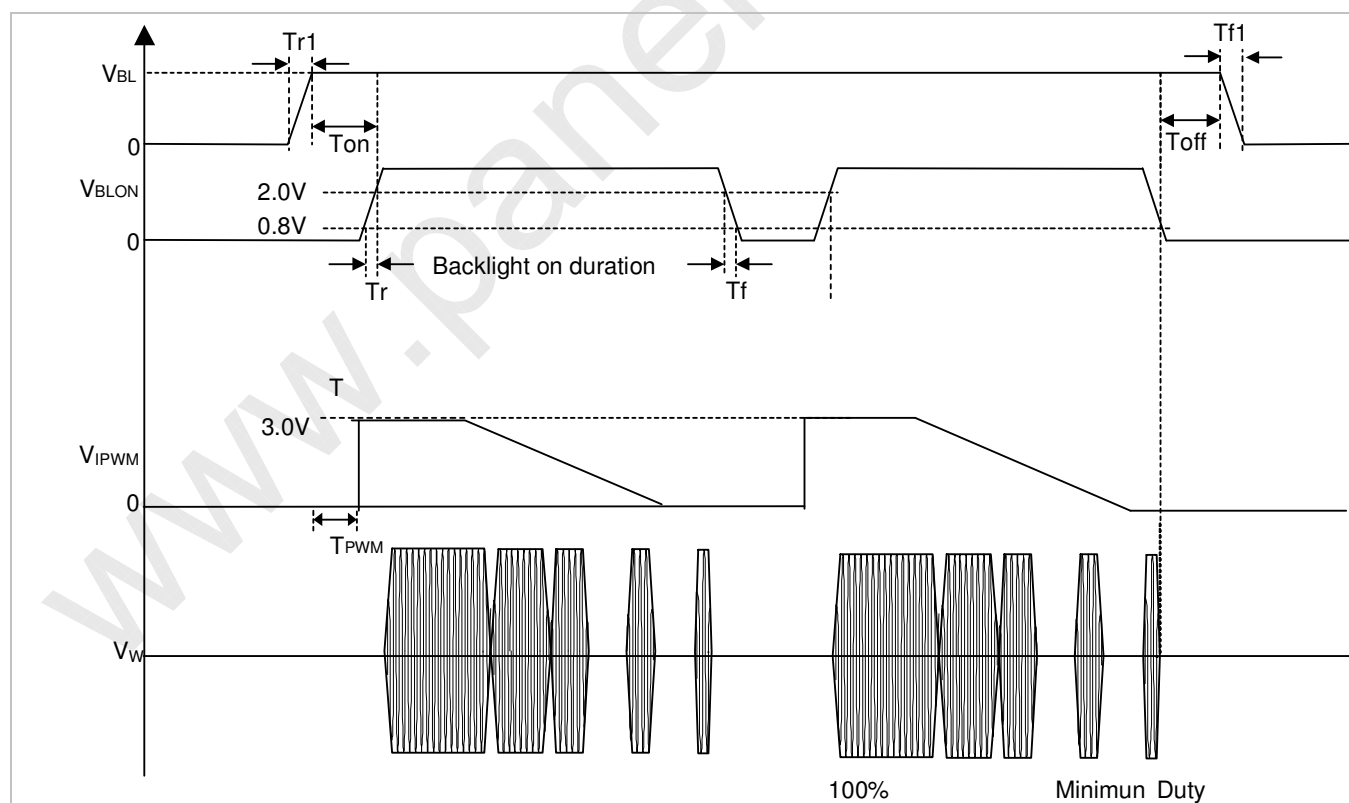 Tr1
Tf1
VBL
Ton
Toff
0
VBLON
2.0V
0.8V
0
Backlight on duration
Tr
Tf
T
3.0V
VIPWM
0
TPWM
VW
100%
Minimun Duty
www.pane